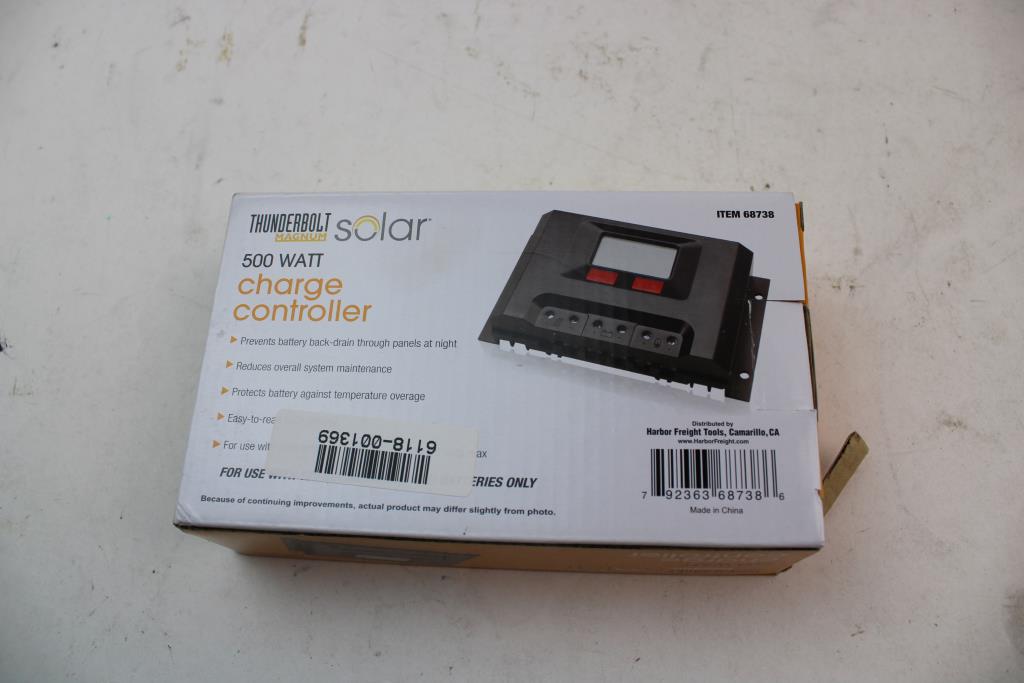 THUNDERBOLT
MAGNUM
solar™
ITEM 68738
500 WATT
charge
controller
Prevents battery back-drain through panels at night
Reduces overall system maintenance
Protects battery against temperature overage
Easy-to-rea
For use wit
ax
6118-001369
FOR USE
ERIES ONLY
Because of continuing improvements, actual product may differ slightly from photo.
Distributed by
Harbor Freight Tools, Camarillo, CA
www.HarborFreight.com
7 92363 68738 6
Made in China